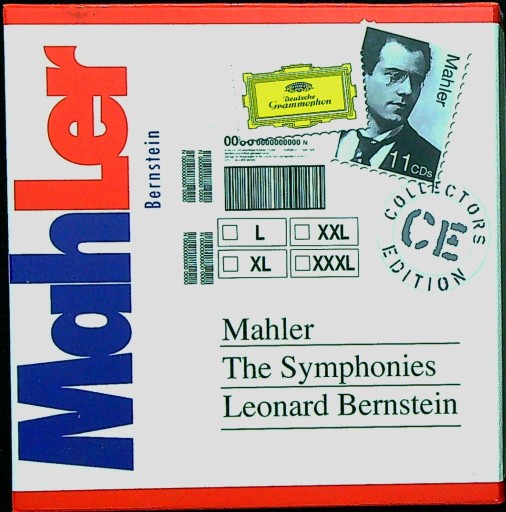 MahLer
Bernstein
Deutsche
Grammophon
Mahler
11 CDs
COLLECTORS
CE
EDITION
L
XXL
XL
XXXL
Mahler
The Symphonies
Leonard Bernstein